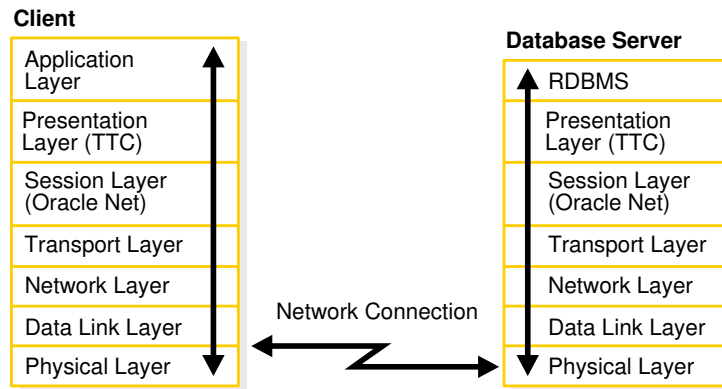 Client
Application
Layer
Presentation
Layer (TTC)
Session Layer
(Oracle Net)
Transport Layer
Network Layer
Data Link Layer
Physical Layer
Network Connection
Database Server
RDBMS
Presentation
Layer (TTC)
Session Layer
(Oracle Net)
Transport Layer
Network Layer
Data Link Layer
Physical Layer